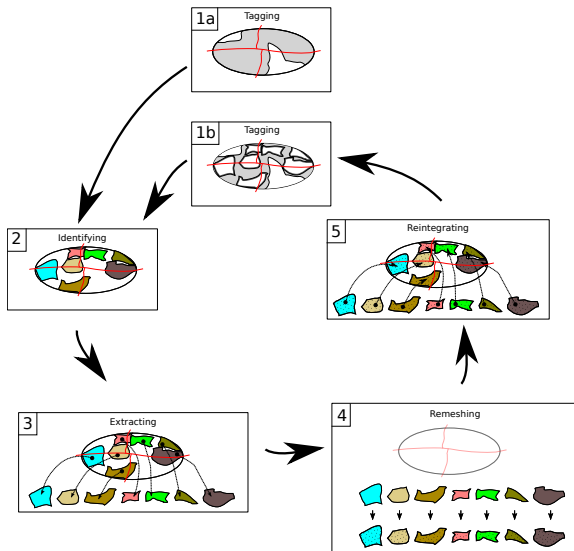 1a
Tagging
1b
Tagging
2
Identifying
5
Reintegrating
3
Extracting
4
Remeshing